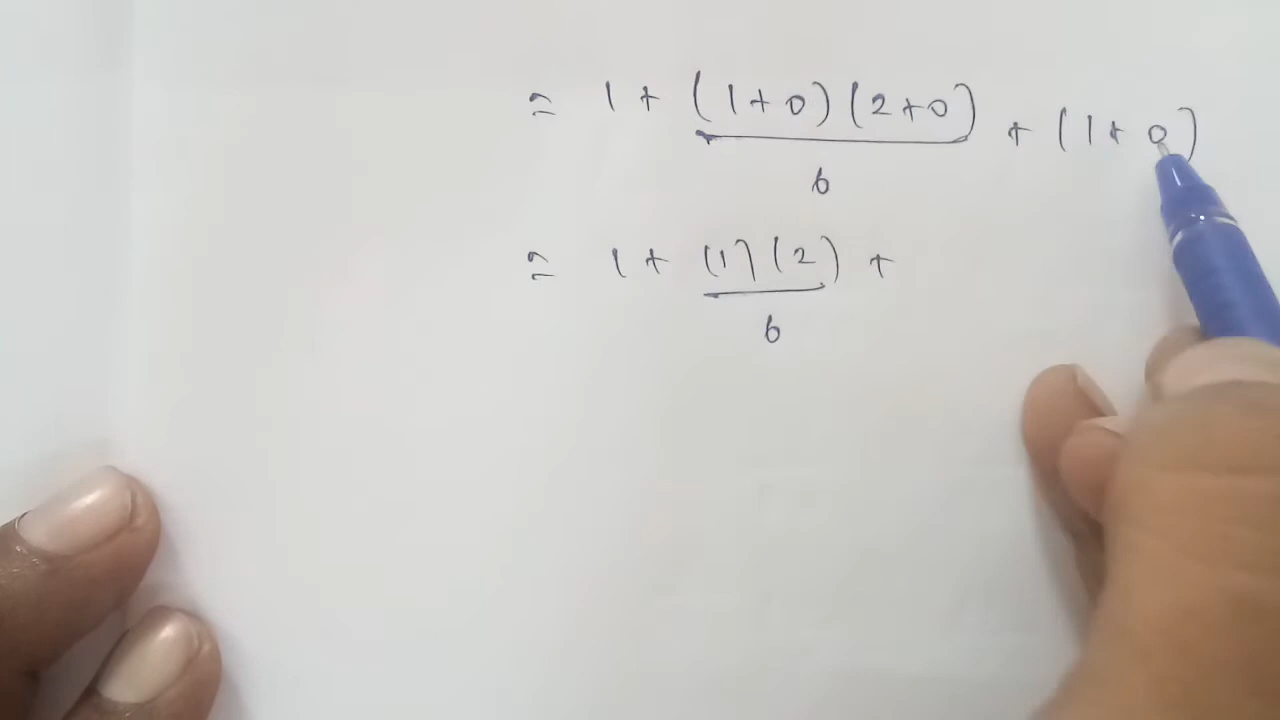 = 1 + (1+0)(2+0) + (1+0)
6
= 1 + (1)(2) +
6